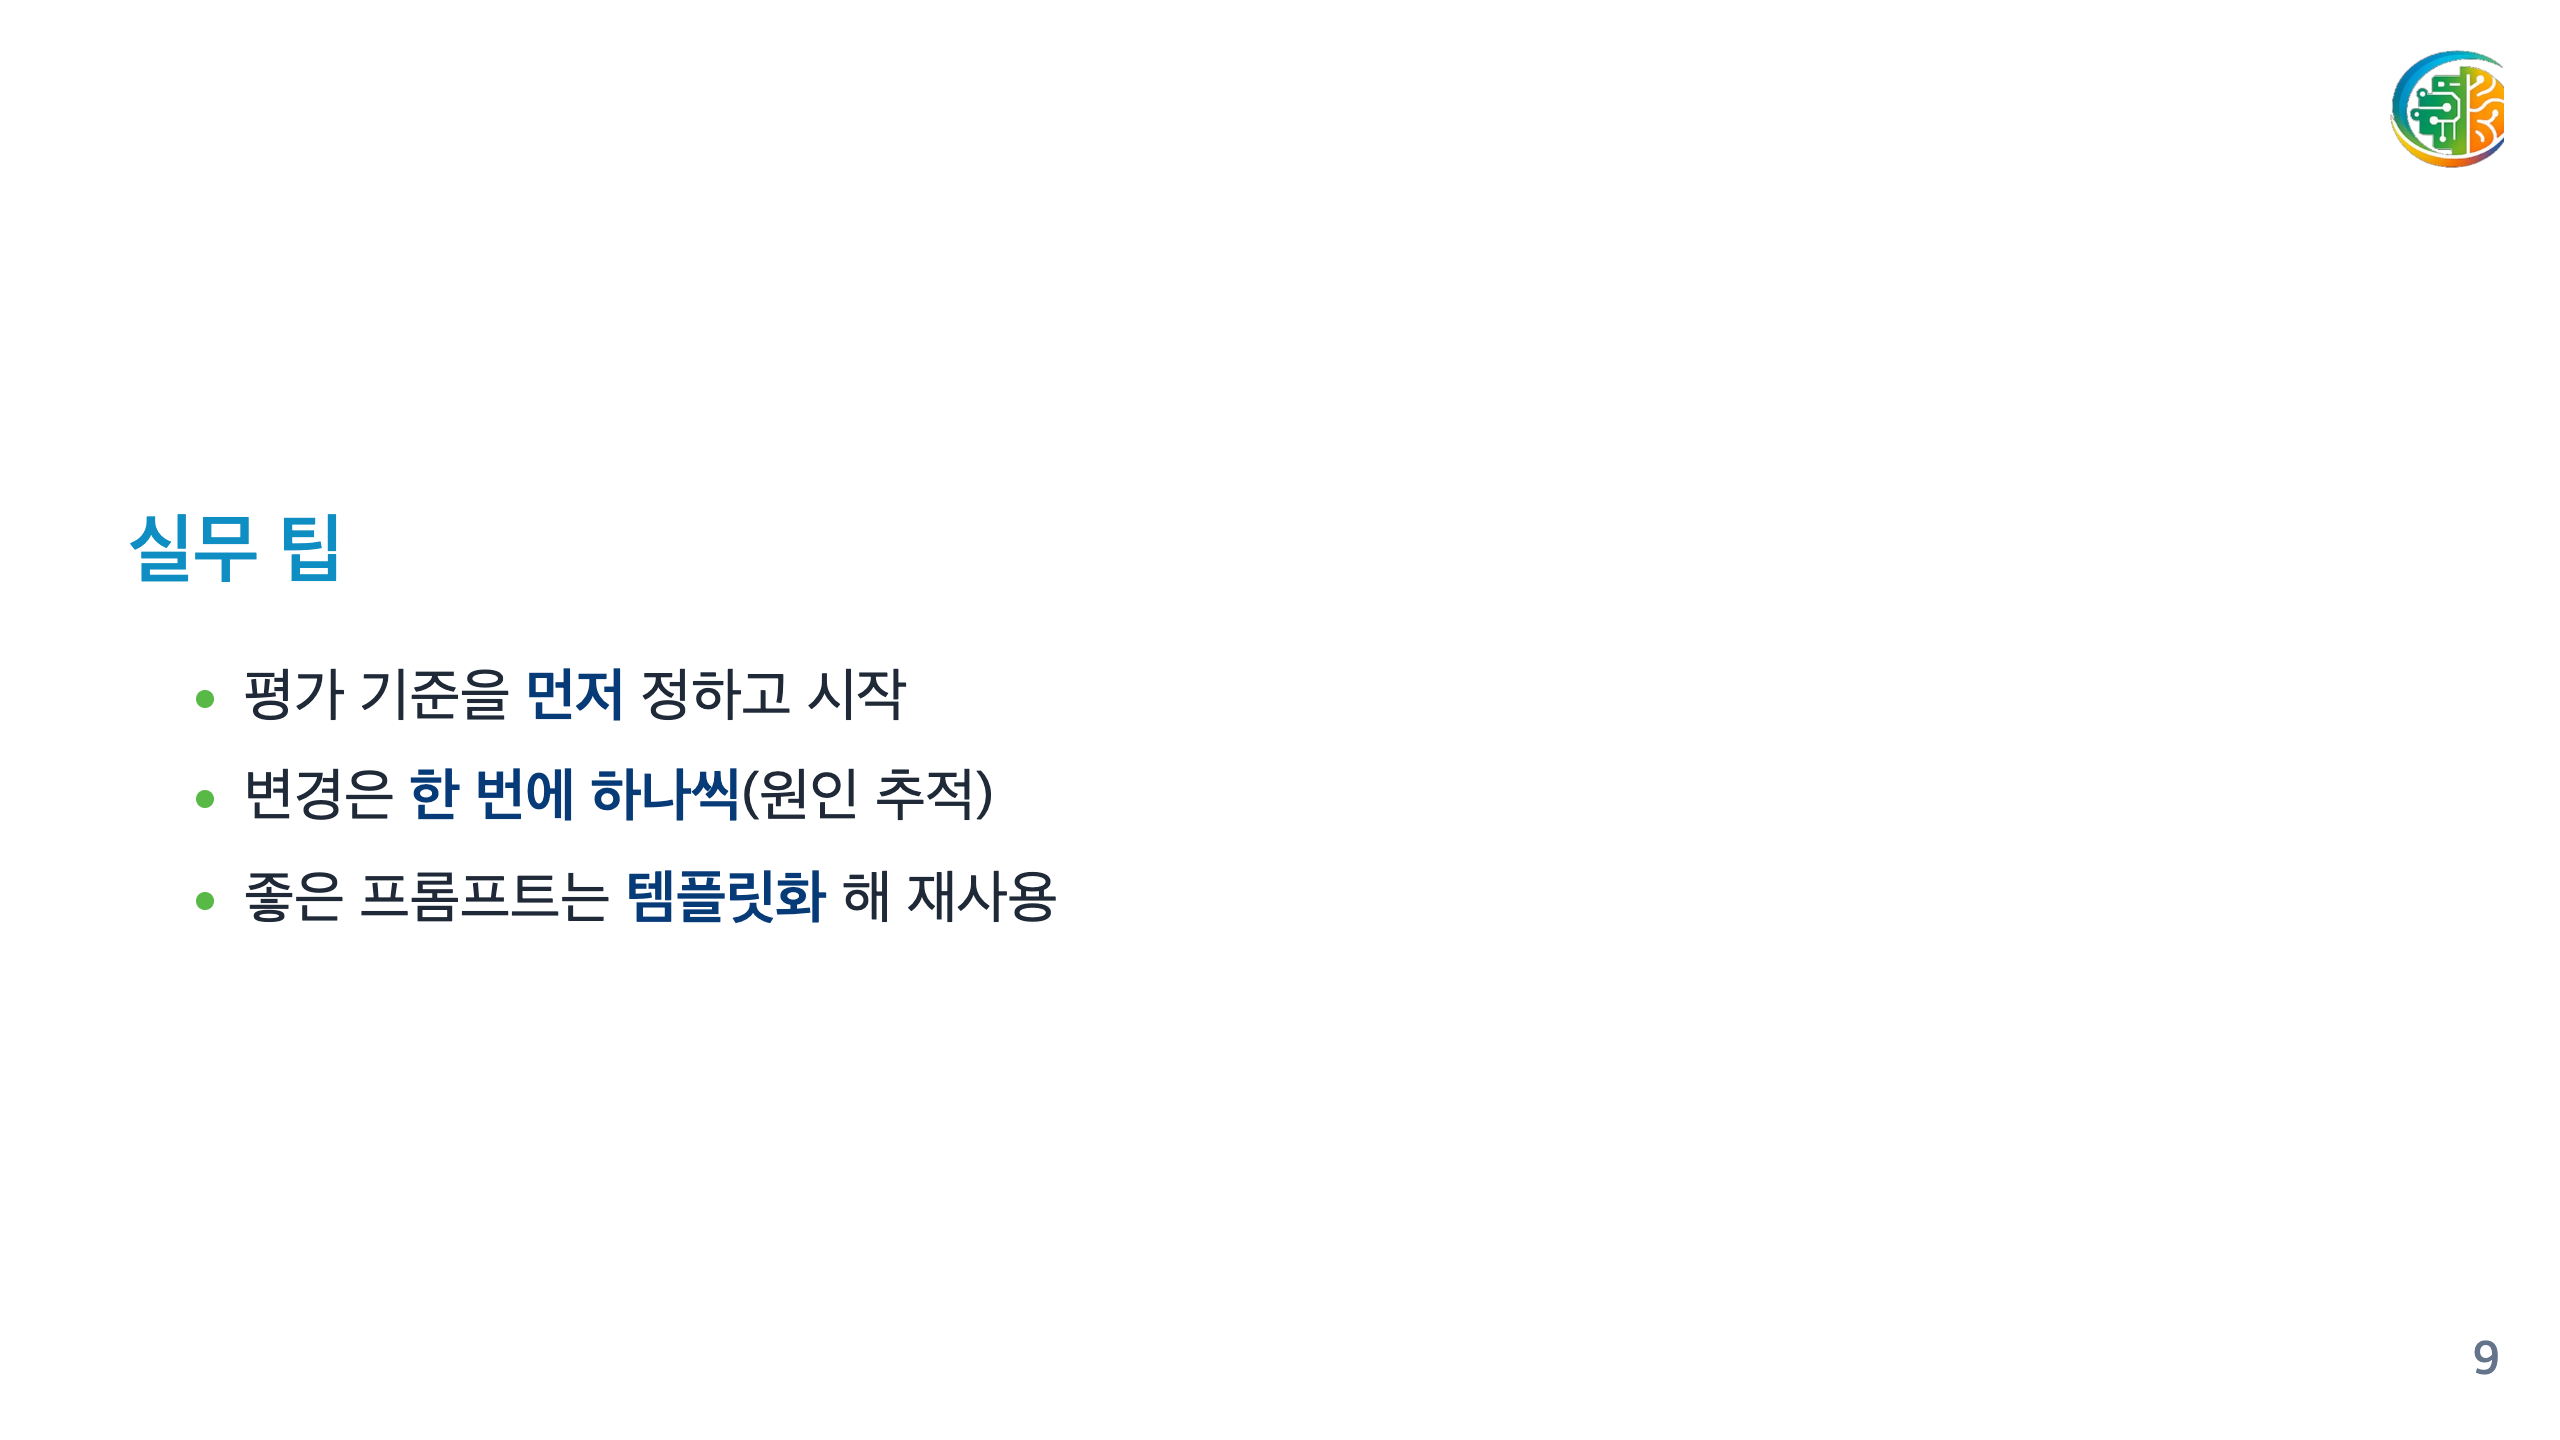 실무 팁
평가 기준을 먼저 정하고 시작
변경은 한 번에 하나씩(원인 추적)
좋은 프롬프트는 템플릿화 해 재사용
9